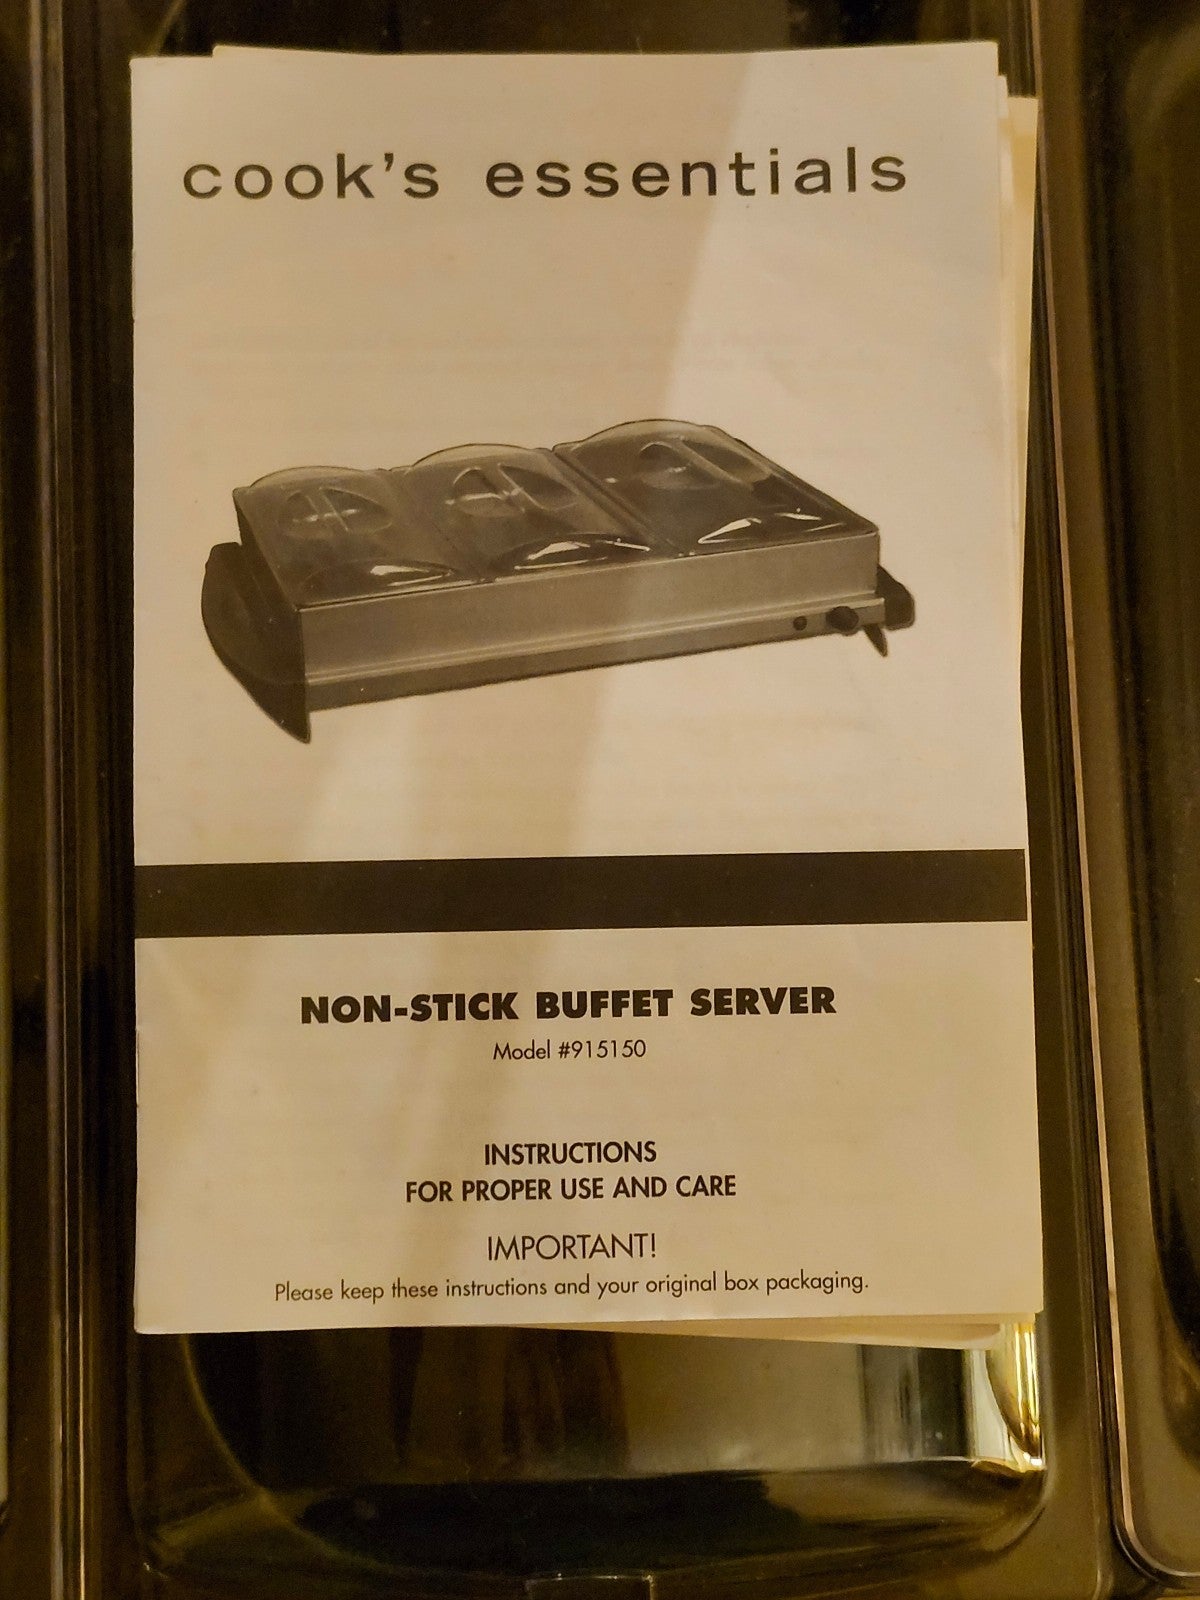 cook's essentials
NON-STICK BUFFET SERVER
Model #915150
INSTRUCTIONS
FOR PROPER USE AND CARE
IMPORTANT!
Please keep these instructions and your original box packaging.